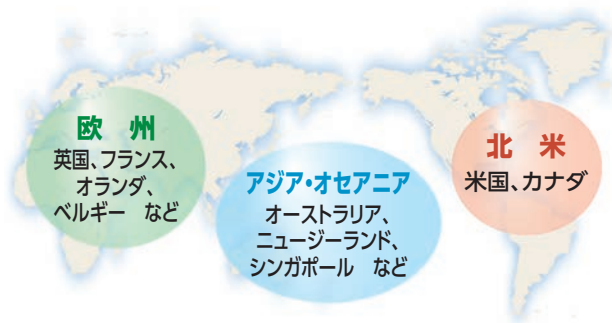 欧 州
英国、フランス、
オランダ、
ベルギー　など
アジア・オセアニア
オーストラリア、
ニュージーランド、
シンガポール　など
北 米
米国、カナダ